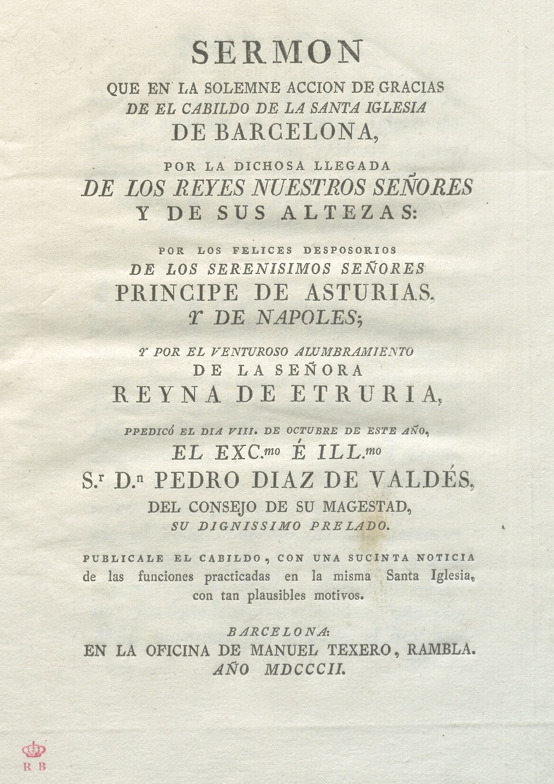 SERMON
QUE EN LA SOLEMNE ACCION DE GRACIAS
DE EL CABILDO DE LA SANTA IGLESIA
DE BARCELONA,
POR LA DICHOSA LLEGADA
DE LOS REYES NUESTROS SEÑORES
Y DE SUS ALTEZAS:
POR LOS FELICES DESPOSORIOS
DE LOS SERENISIMOS SEÑORES
PRINCIPE DE ASTURIAS,
Y DE NAPOLES;
Y POR EL VENTUROSO ALUMBRAMIENTO
DE LA SEÑORA
REYNA DE ETRURIA,
PPEDICÓ EL DIA VIII. DE OCTUBRE DE ESTE AÑO,
EL EXC.mo É ILL.mo
S.r D.n PEDRO DIAZ DE VALDÉS,
DEL CONSEJO DE SU MAGESTAD,
SU DIGNISSIMO PRELADO.
PUBLICALE EL CABILDO, CON UNA SUCINTA NOTICIA
de las funciones practicadas en la misma Santa Iglesia,
con tan plausibles motivos.
BARCELONA:
EN LA OFICINA DE MANUEL TEXERO, RAMBLA.
AÑO MDCCCII.
R B